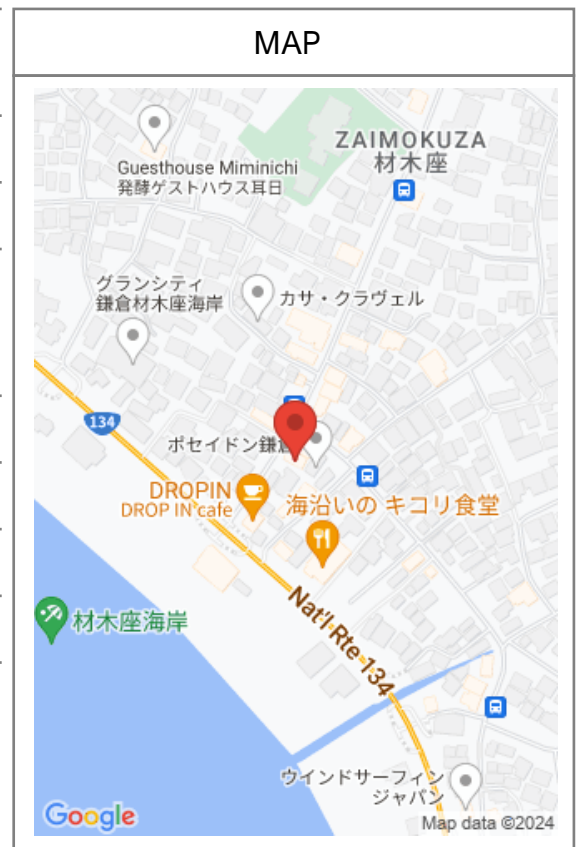 MAP
ZAIMOKUZA
材木座
Guesthouse Miminichi
発酵ゲストハウス耳日
グランシティ
鎌倉材木座海岸
カサ・クラヴェル
134
ポセイドン鎌倉
DROPIN
DROP IN cafe
海沿いの キコリ食堂
Nat'l Rte 134
材木座海岸
ウインドサーフィン
ジャパン
Google
Map data ©2024